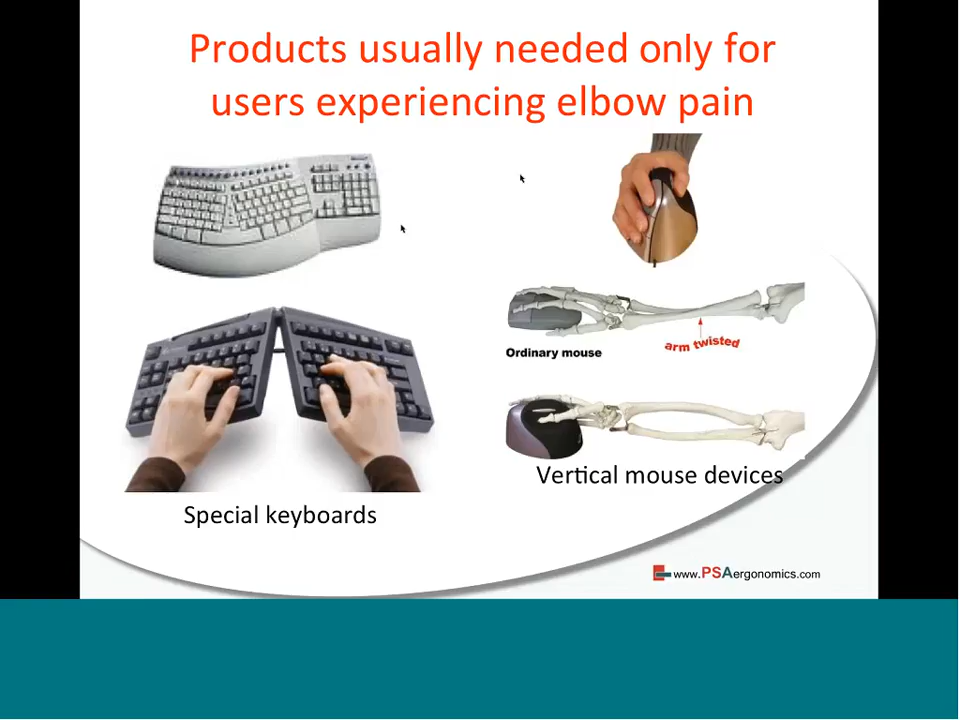 Products usually needed only for
users experiencing elbow pain
Ordinary mouse
arm twisted
Vertical mouse devices
Special keyboards
www.PSAergonomics.com